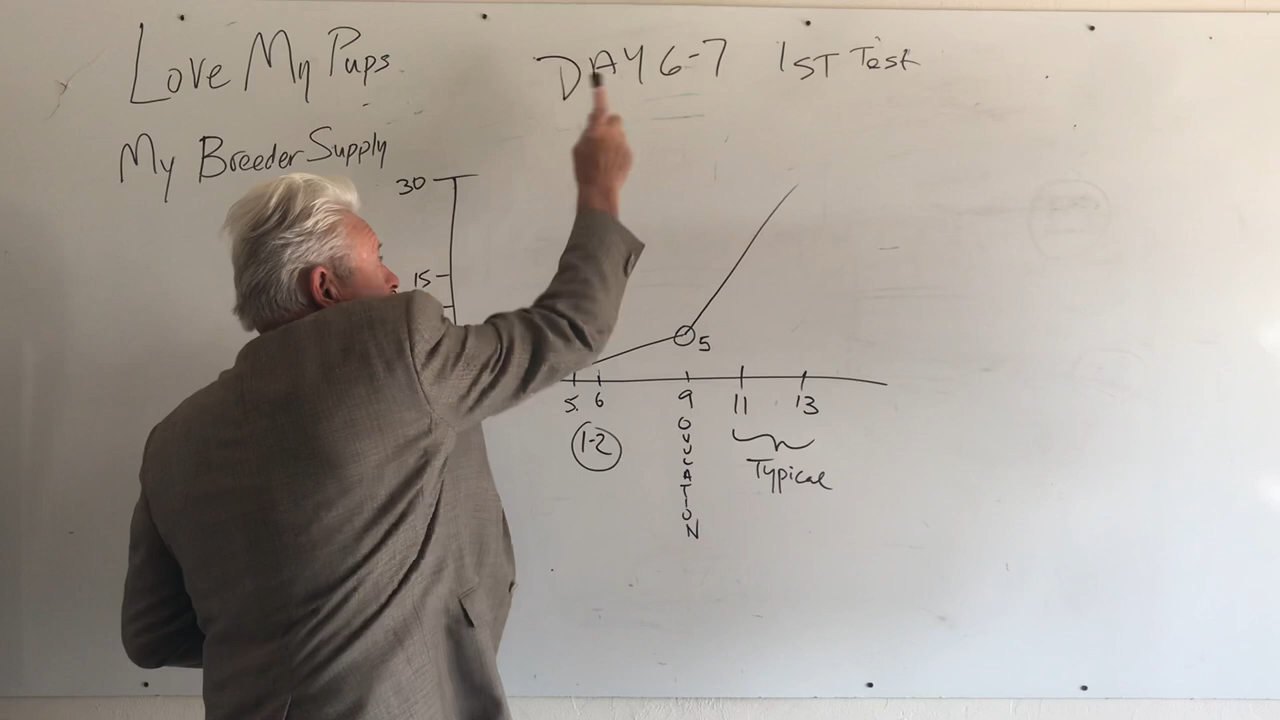 Love My Pups
DAY 6-7 1ST Test
My Breeder Supply
30
15
5
5. 6 9 11 13
1-2
OVULATION
Typical